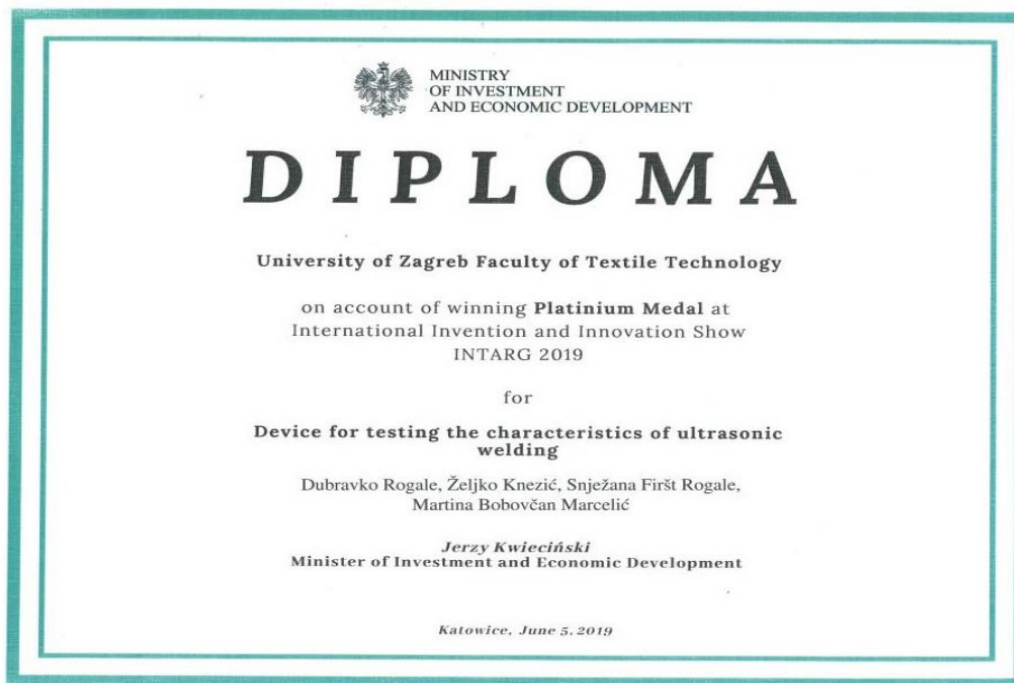 MINISTRY
OF INVESTMENT
AND ECONOMIC DEVELOPMENT
DIPLOMA
University of Zagreb Faculty of Textile Technology
on account of winning Platinium Medal at
International Invention and Innovation Show
INTARG 2019
for
Device for testing the characteristics of ultrasonic
welding
Dubravko Rogale, Željko Knezić, Snježana Firšt Rogale,
Martina Bobovčan Marcelić
Jerzy Kwieciński
Minister of Investment and Economic Development
Katowice, June 5, 2019